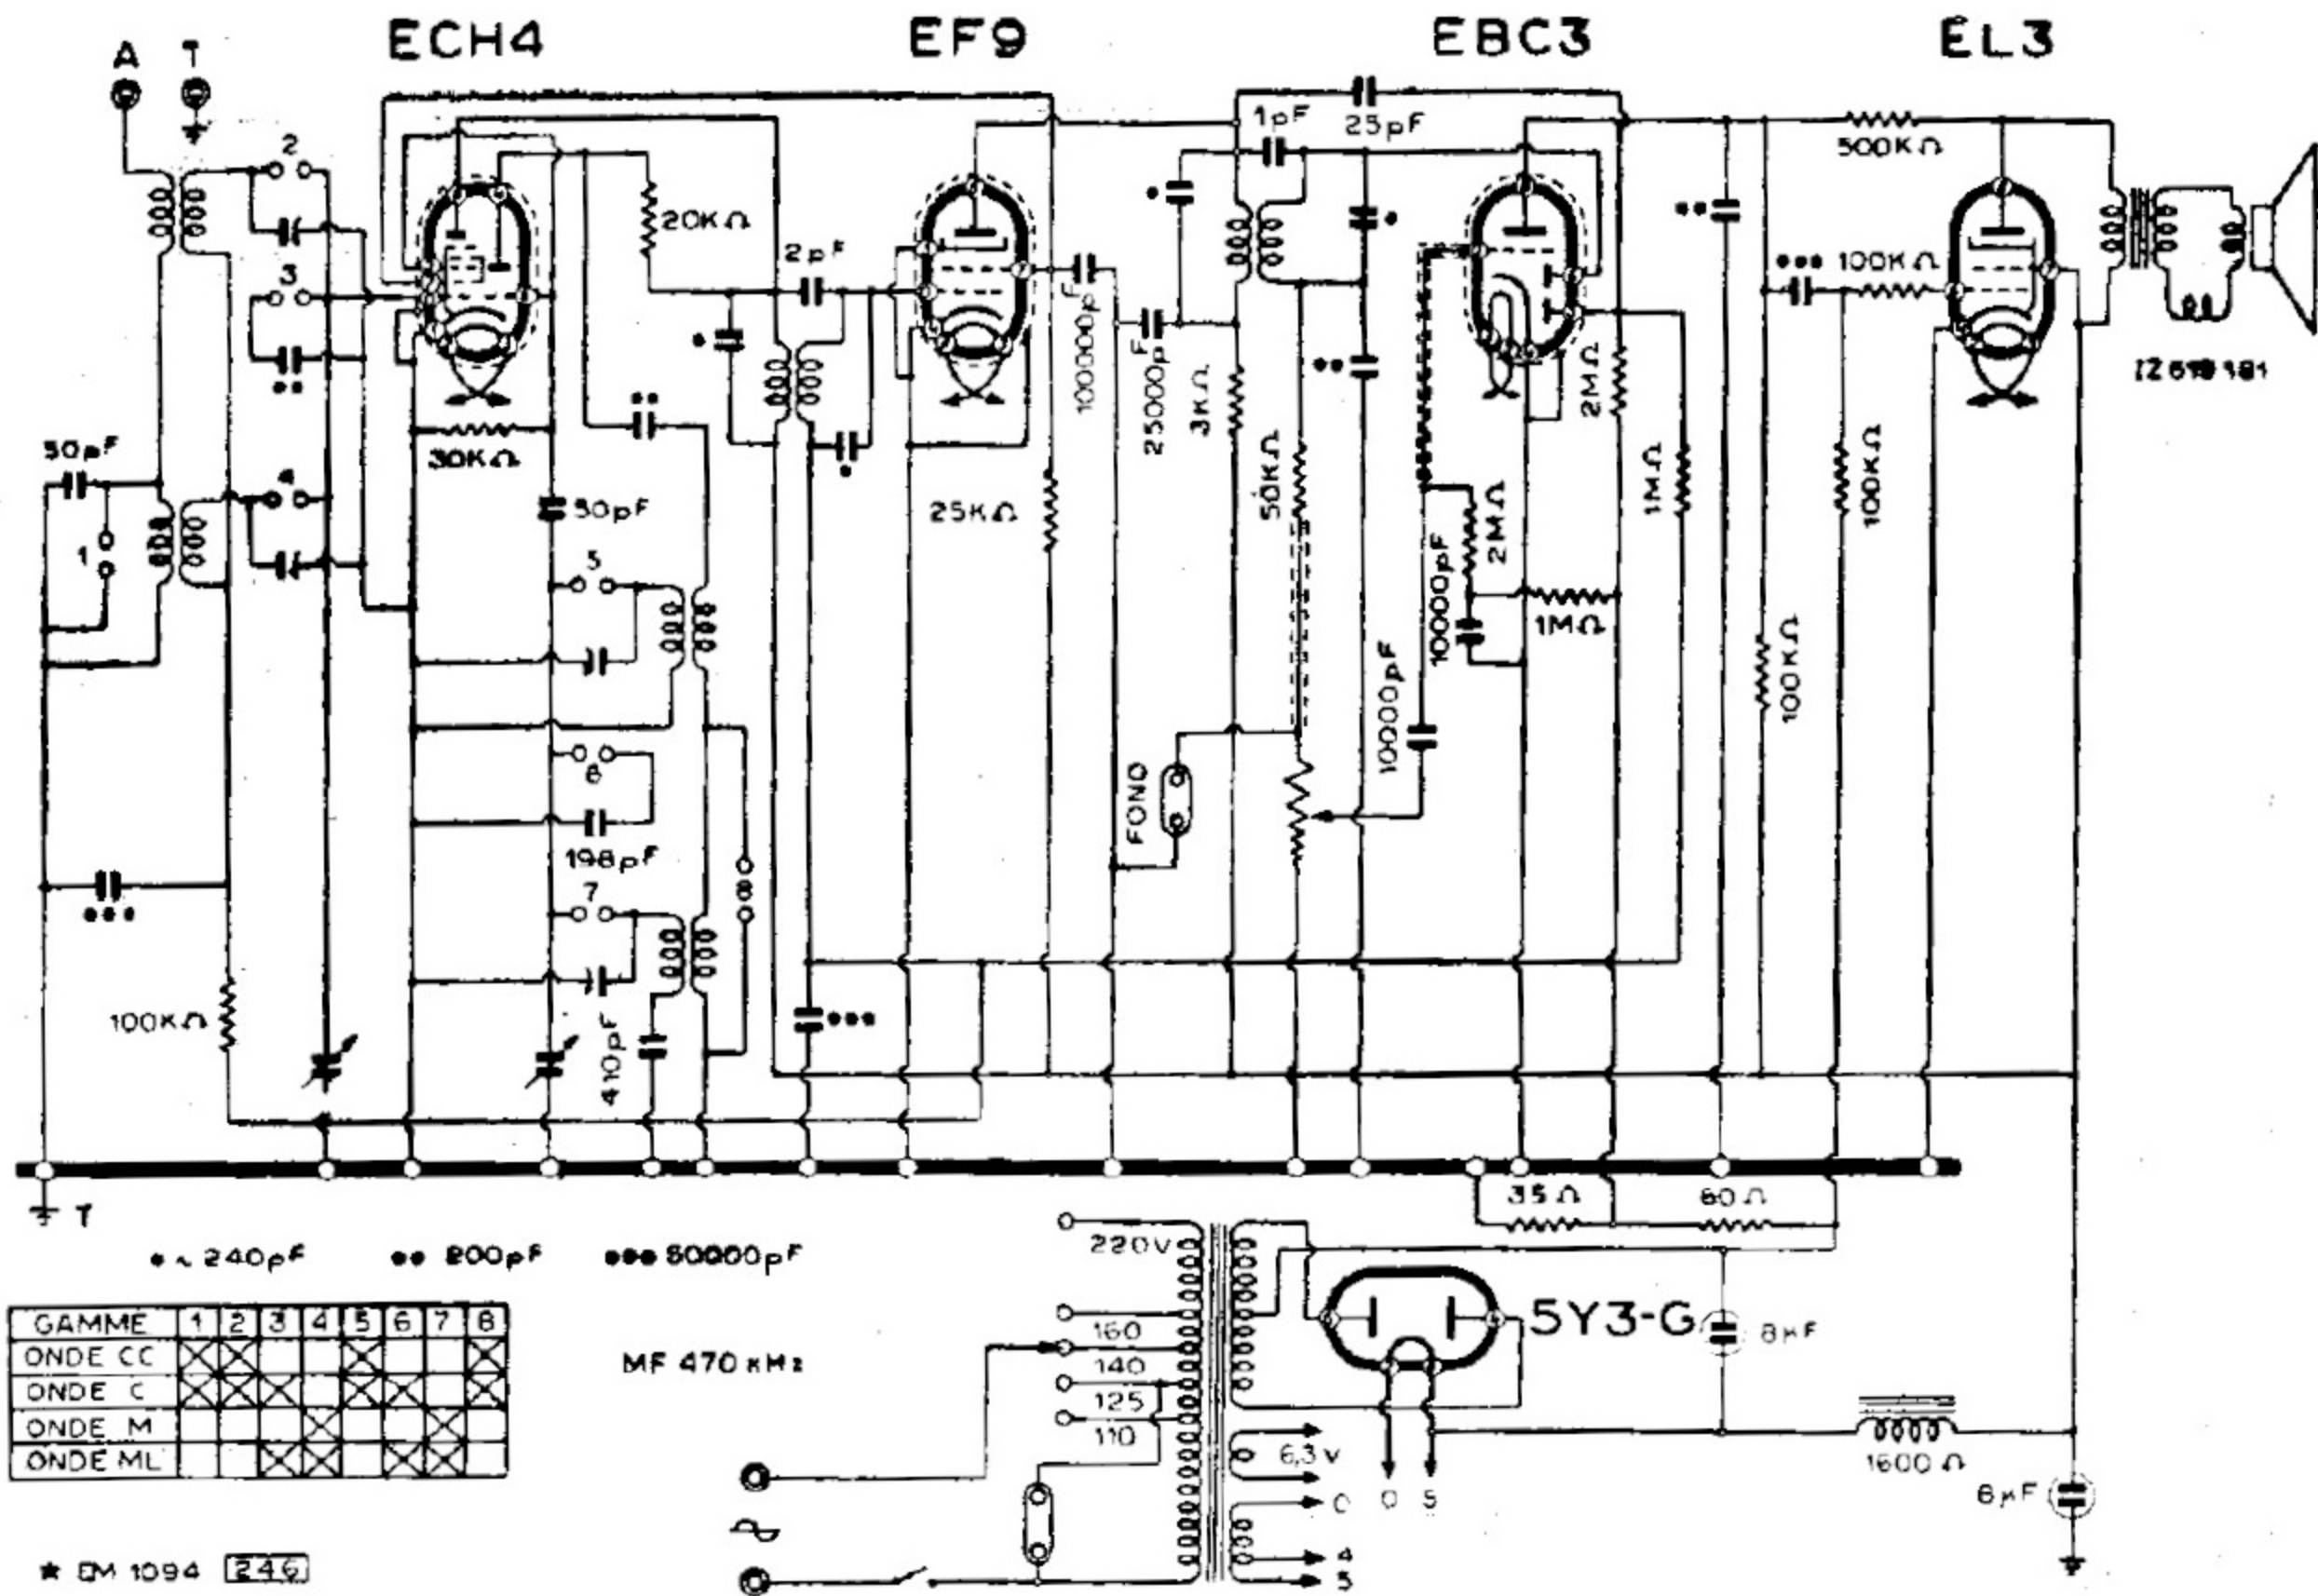 ECH4 EF9 EBC3 EL3
A T
2
1pF
25pF
500KΩ
20KΩ
3
2pF
••• 100KΩ
100000pF
25000pF
3KΩ
2MΩ
50pF
30KΩ
4
50pF
25KΩ
50KΩ
10000pF
2MΩ
1MΩ
100KΩ
1
5
1MΩ
10000pF
100KΩ
6
198pF
FONO
8
7
•••
100KΩ
410pF
•••
T
35Ω
60Ω
• ~ 240pF •• 200pF ••• 50000pF
220V
160
140
125
110
5Y3-G
8µF
GAMME 1 2 3 4 5 6 7 8
ONDE CC
ONDE C
ONDE M
ONDE ML
MF 470 KHz
6,3 V
0
0 5
4
5
1600 Ω
8µF
★ EM 1094 246